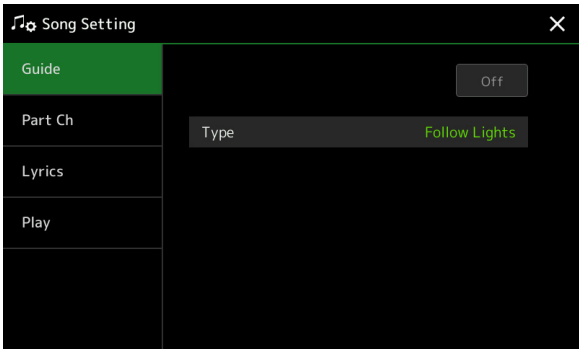 Song Setting
Guide
Off
Part Ch
Type Follow Lights
Lyrics
Play